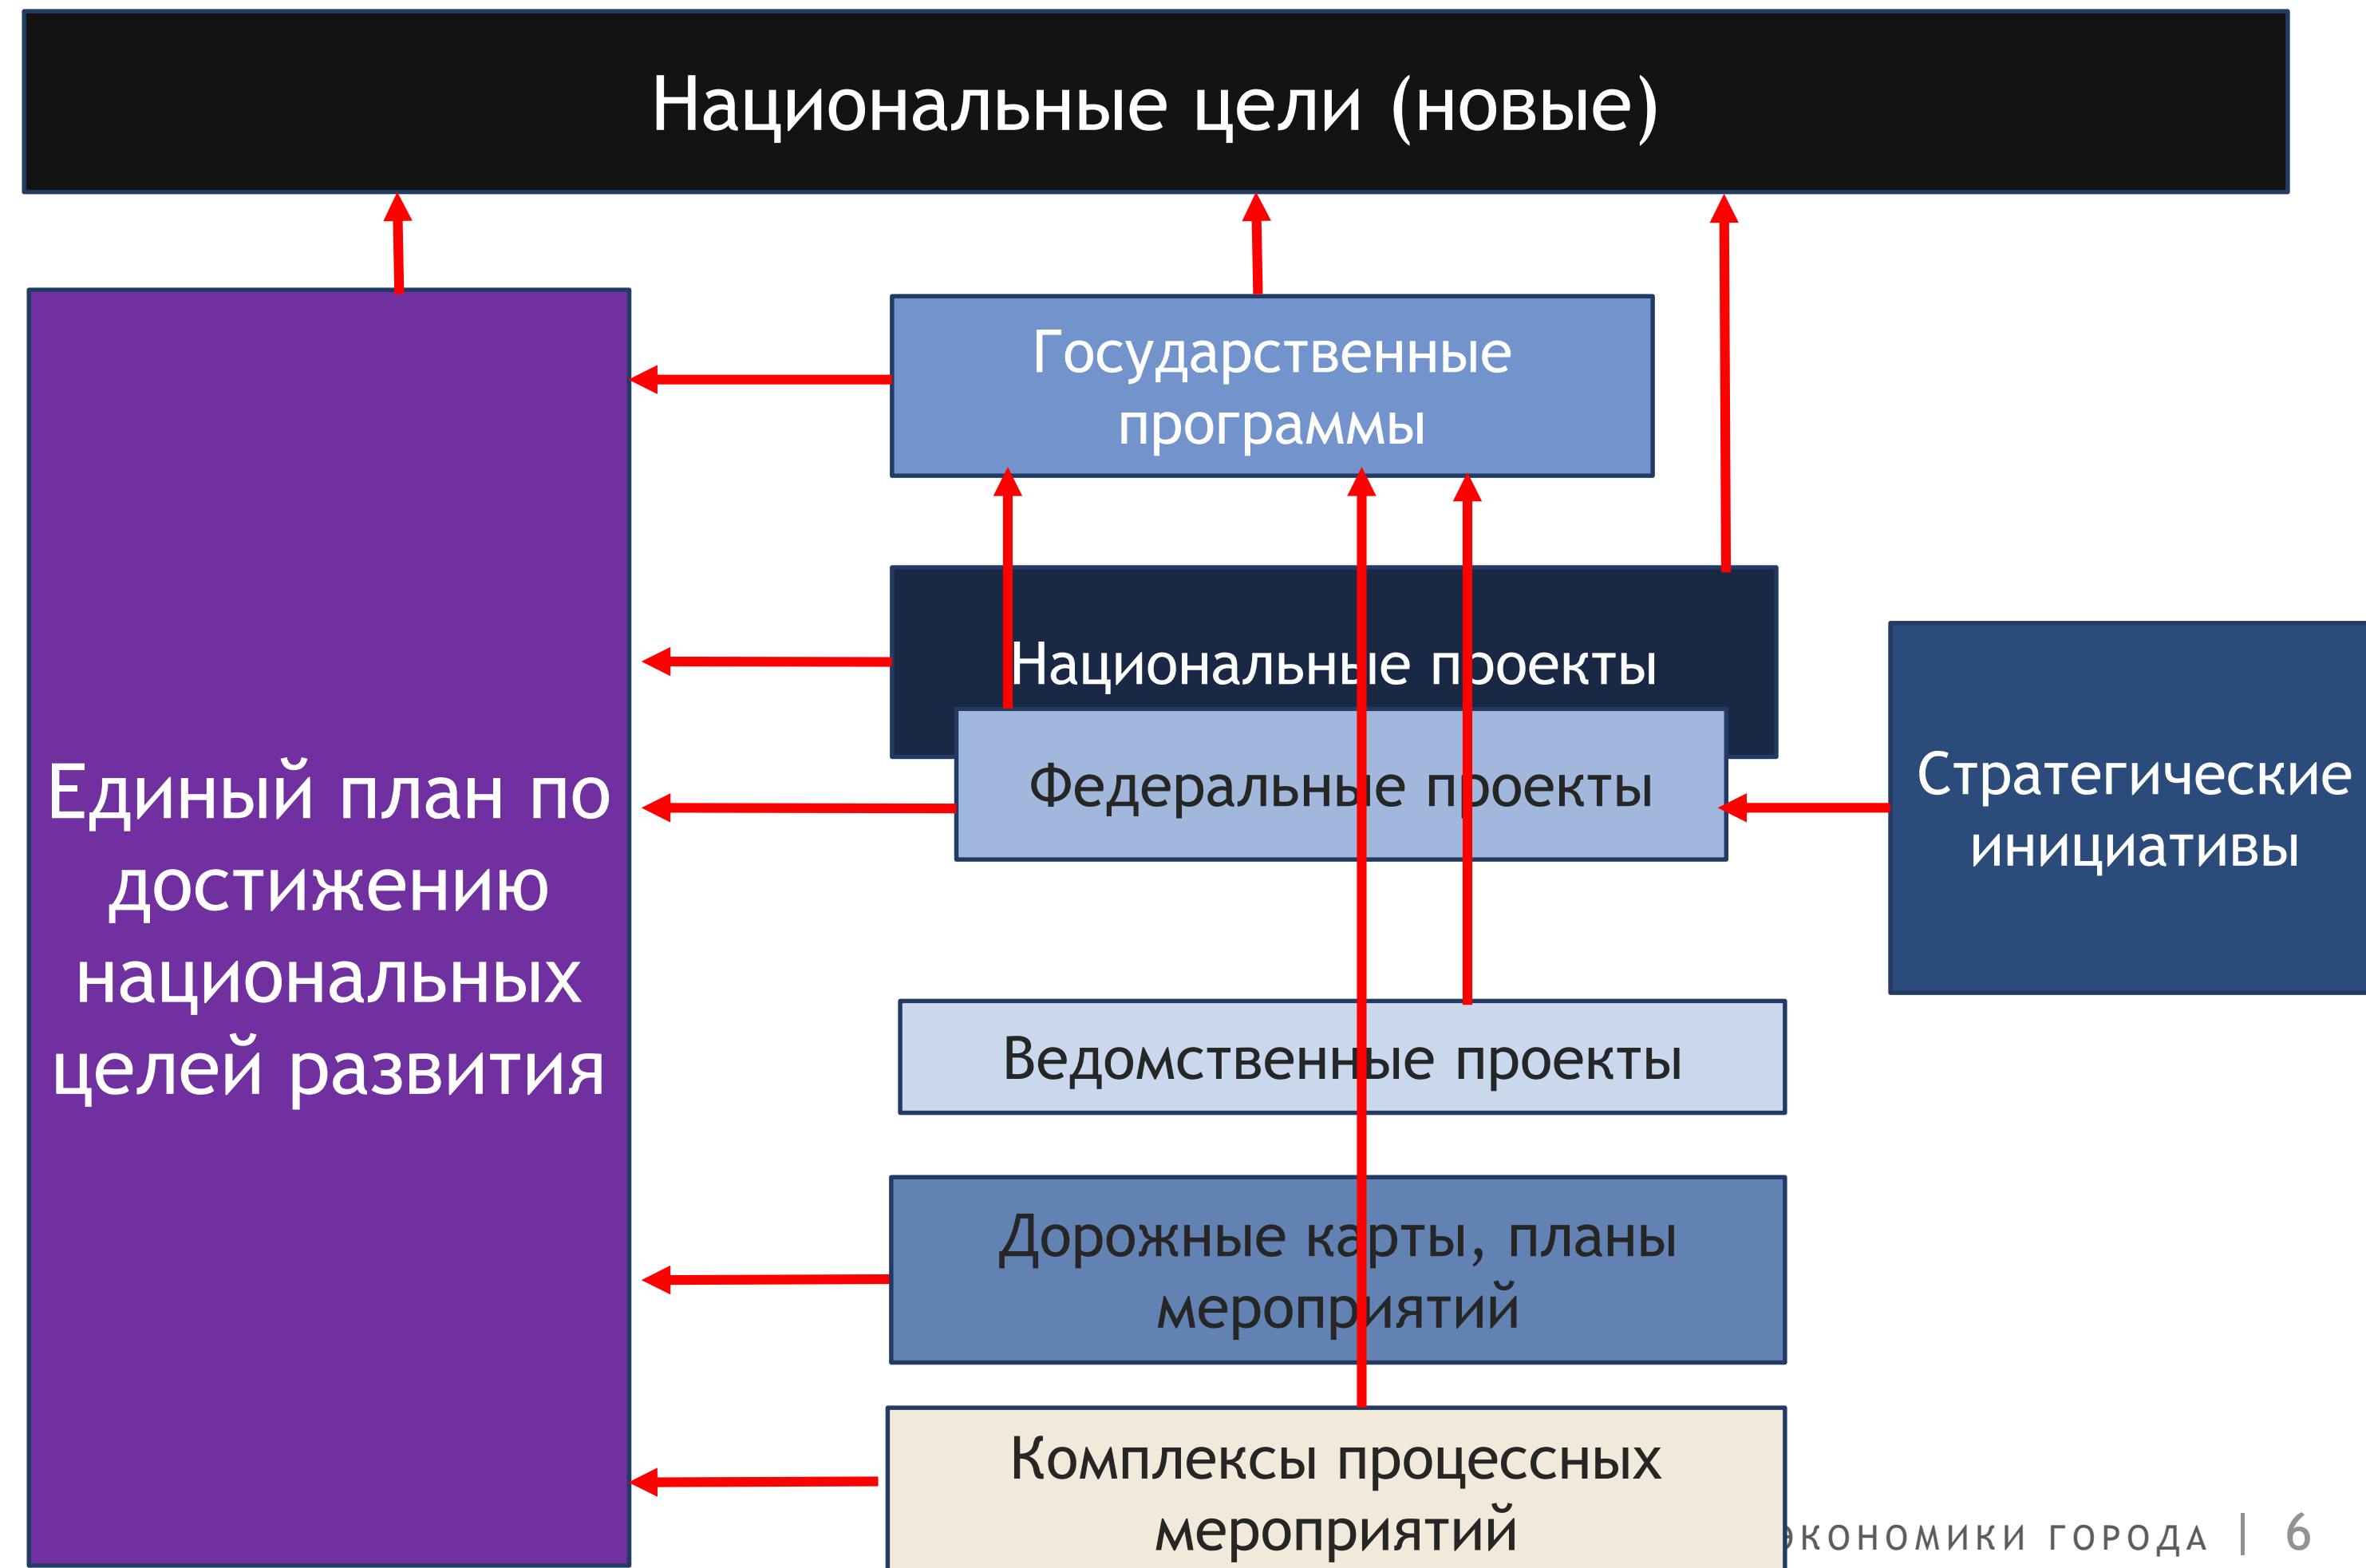 Национальные цели (новые)
Государственные
программы
Национальные проекты
Федеральные проекты
Стратегические
инициативы
Единый план по
достижению
национальных
целей развития
Ведомственные проекты
Дорожные карты, планы
мероприятий
Комплексы процессных
мероприятий
ЭКОНОМИКИ ГОРОДА | 6